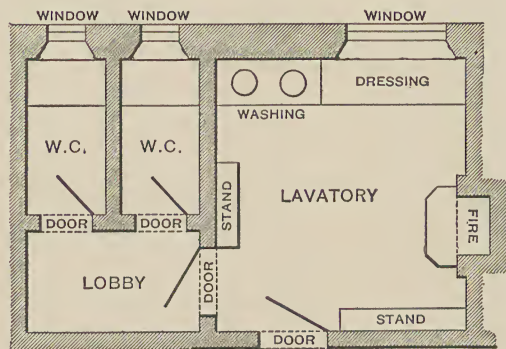 WINDOW
WINDOW
WINDOW
DRESSING
WASHING
W.C.
W.C.
STAND
LAVATORY
FIRE
DOOR
DOOR
DOOR
LOBBY
STAND
DOOR